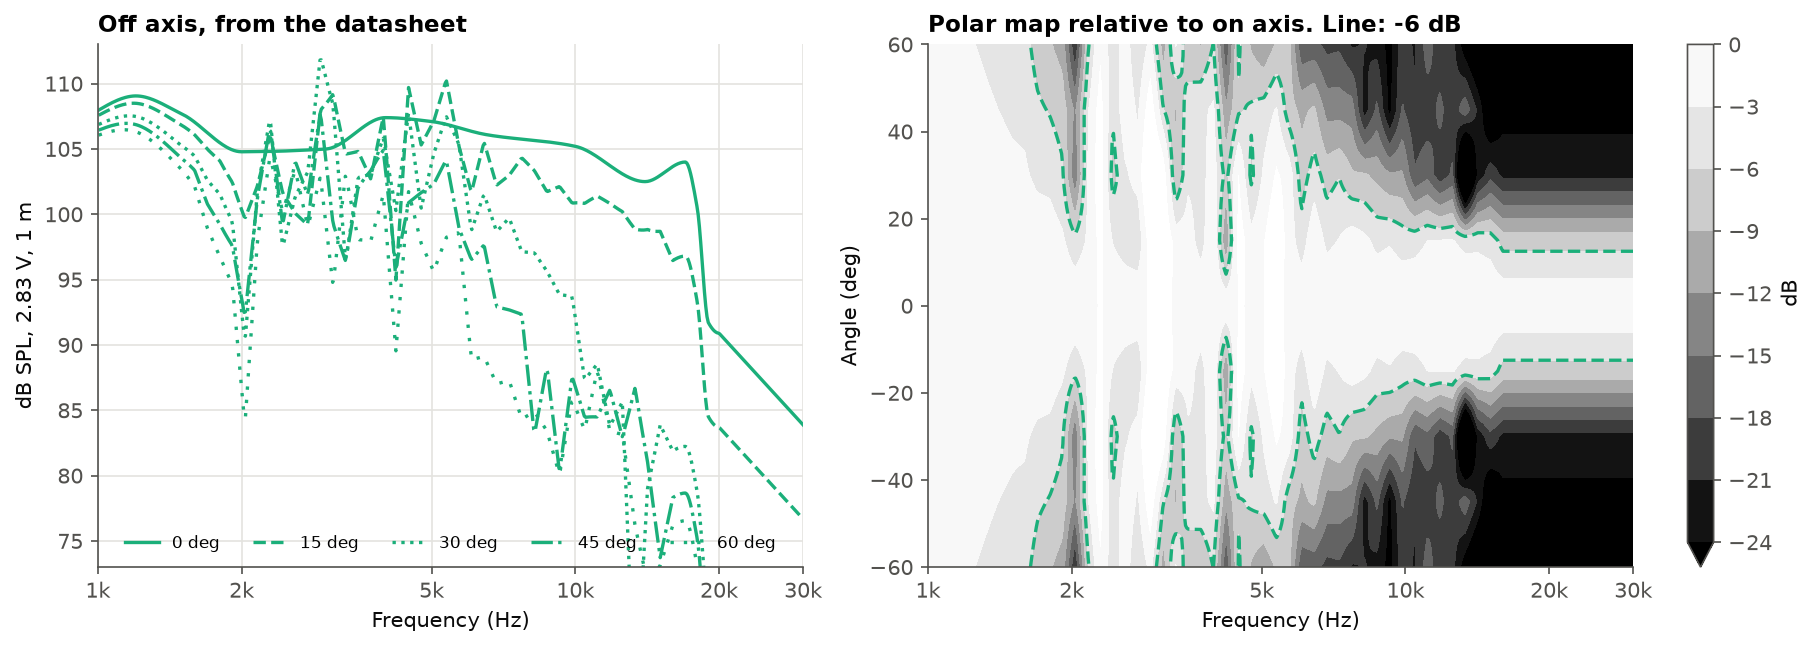 Off axis, from the datasheet
dB SPL, 2.83 V, 1 m
110
105
100
95
90
85
80
75
0 deg
15 deg
30 deg
45 deg
60 deg
1k
2k
5k
10k
20k
30k
Frequency (Hz)
Polar map relative to on axis. Line: -6 dB
Angle (deg)
60
40
20
0
−20
−40
−60
1k
2k
5k
10k
20k
30k
Frequency (Hz)
0
−3
−6
−9
−12
−15
−18
−21
−24
dB